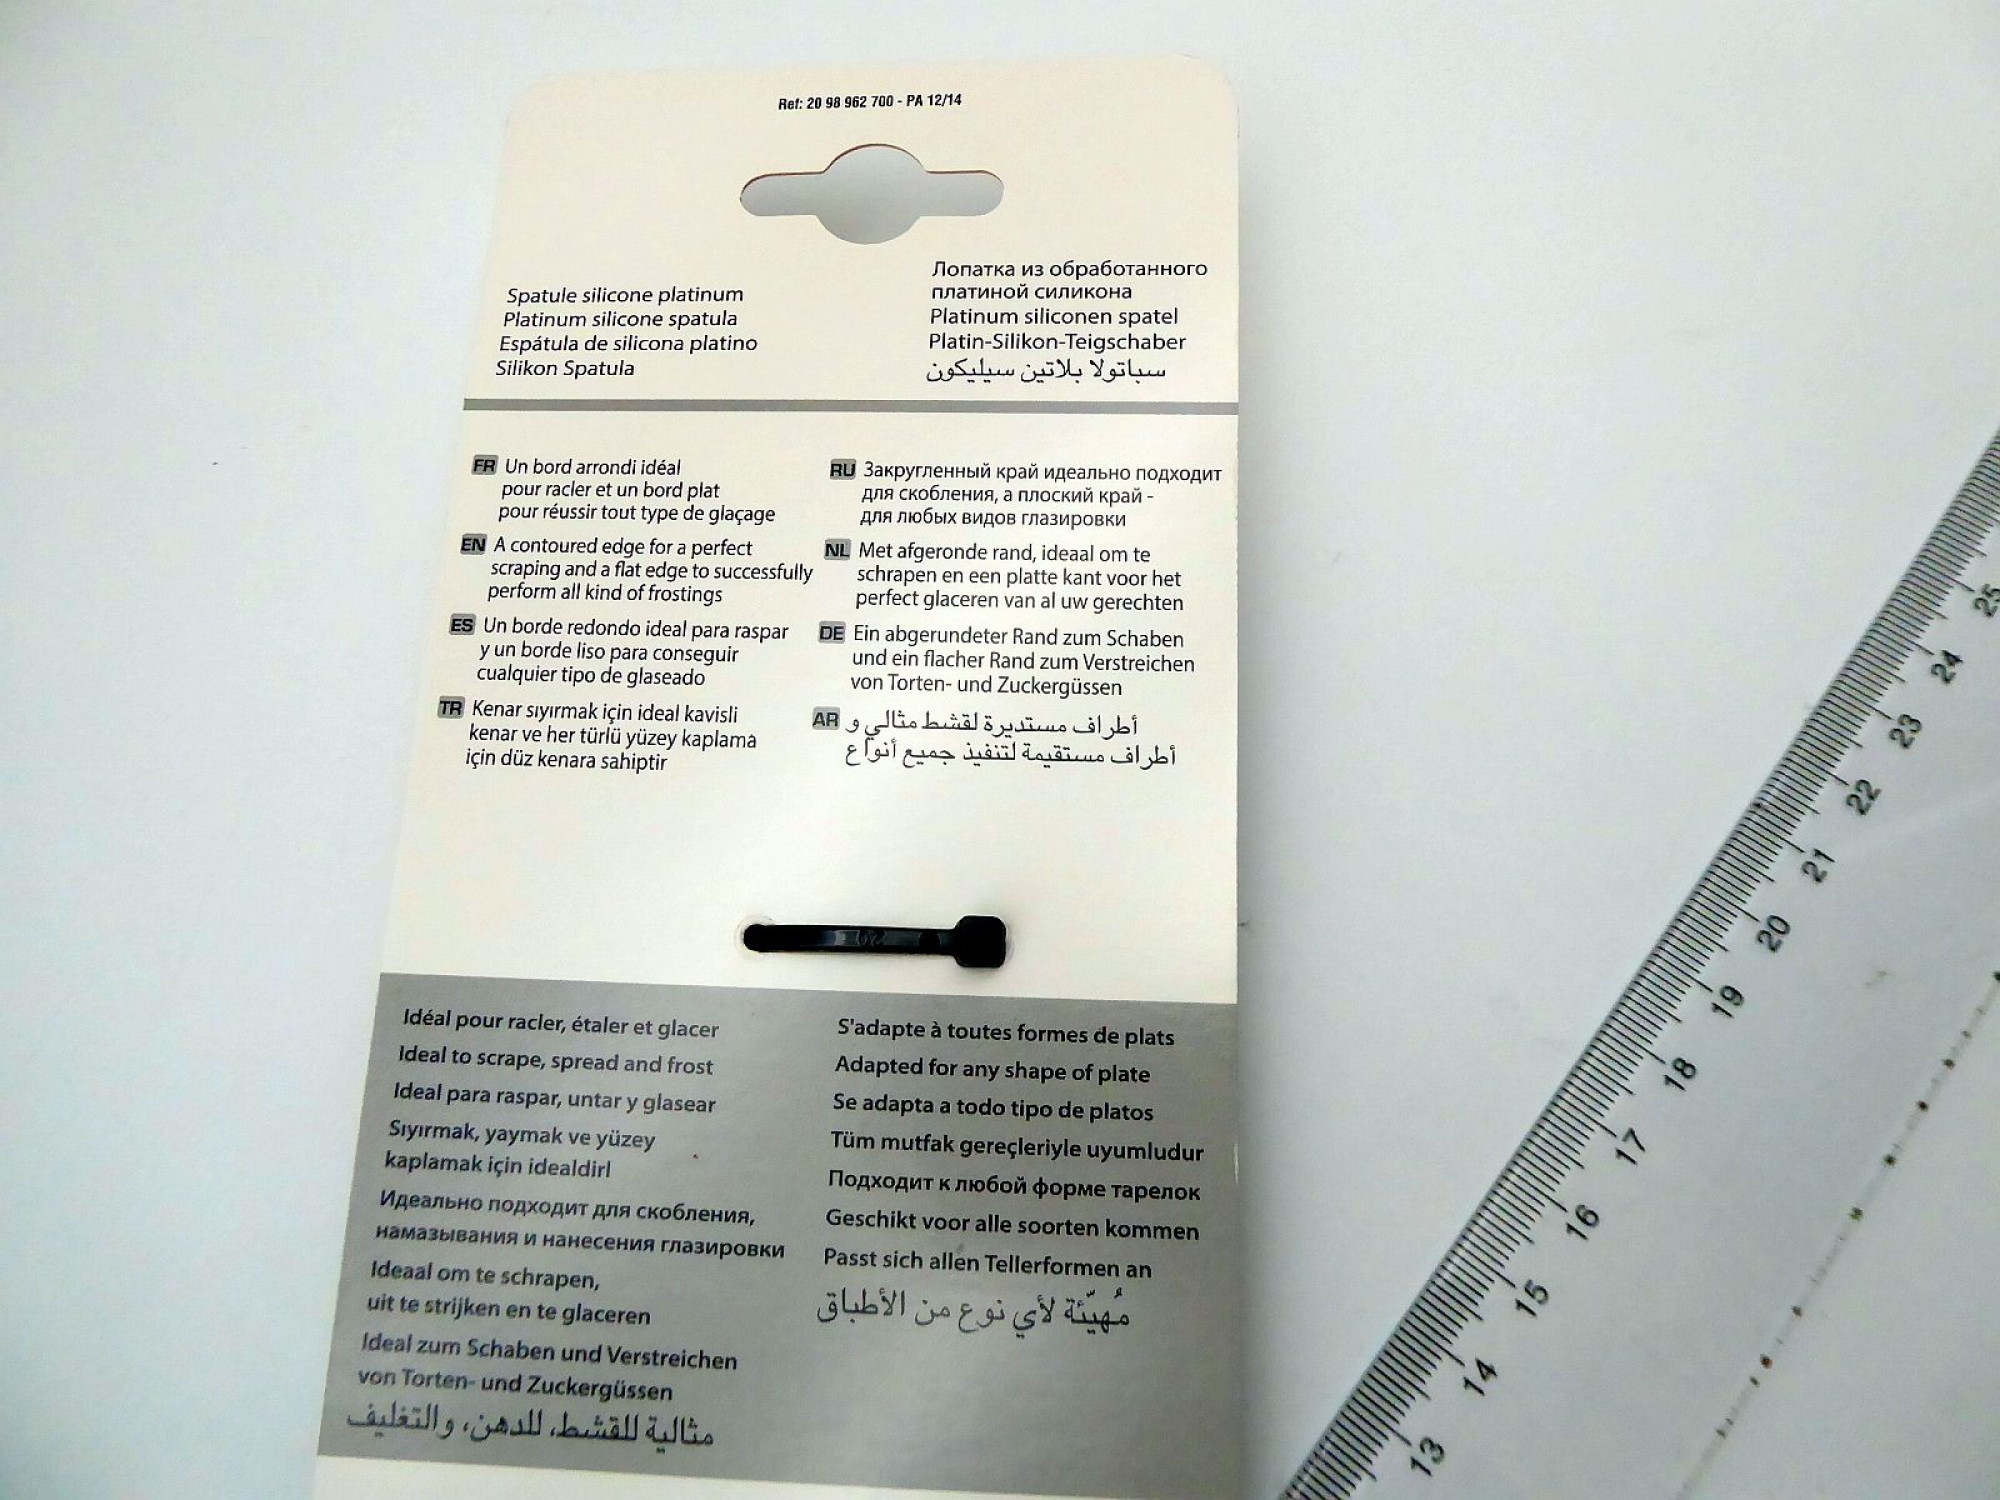 Ref: 20 98 962 700 - PA 12/14
Spatule silicone platinum
Platinum silicone spatula
Espátula de silicona platino
Silikon Spatula
Лопатка из обработанного
платиной силикона
Platinum siliconen spatel
Platin-Silikon-Teigschaber
سباتولا بلاتين سيليكون
FR Un bord arrondi idéal
pour racler et un bord plat
pour réussir tout type de glaçage
EN A contoured edge for a perfect
scraping and a flat edge to successfully
perform all kind of frostings
ES Un borde redondo ideal para raspar
y un borde liso para conseguir
cualquier tipo de glaseado
TR Kenar sıyırmak için ideal kavisli
kenar ve her türlü yüzey kaplama
için düz kenara sahiptir
RU Закругленный край идеально подходит
для скобления, а плоский край -
для любых видов глазировки
NL Met afgeronde rand, ideaal om te
schrapen en een platte kant voor het
perfect glaceren van al uw gerechten
DE Ein abgerundeter Rand zum Schaben
und ein flacher Rand zum Verstreichen
von Torten- und Zuckergüssen
AR أطراف مستديرة لقشط مثالي و
أطراف مستقيمة لتنفيذ جميع أنواع
Idéal pour racler, étaler et glacer
Ideal to scrape, spread and frost
Ideal para raspar, untar y glasear
Sıyırmak, yaymak ve yüzey
kaplamak için idealdirl
Идеально подходит для скобления,
намазывания и нанесения глазировки
Ideaal om te schrapen,
uit te strijken en te glaceren
Ideal zum Schaben und Verstreichen
von Torten- und Zuckergüssen
مثالية للقشط، للدهن، والتغليف
S'adapte à toutes formes de plats
Adapted for any shape of plate
Se adapta a todo tipo de platos
Tüm mutfak gereçleriyle uyumludur
Подходит к любой форме тарелок
Geschikt voor alle soorten kommen
Passt sich allen Tellerformen an
مُهيّئة لأي نوع من الأطباق
25
24
23
22
21
20
19
18
17
16
15
14
13